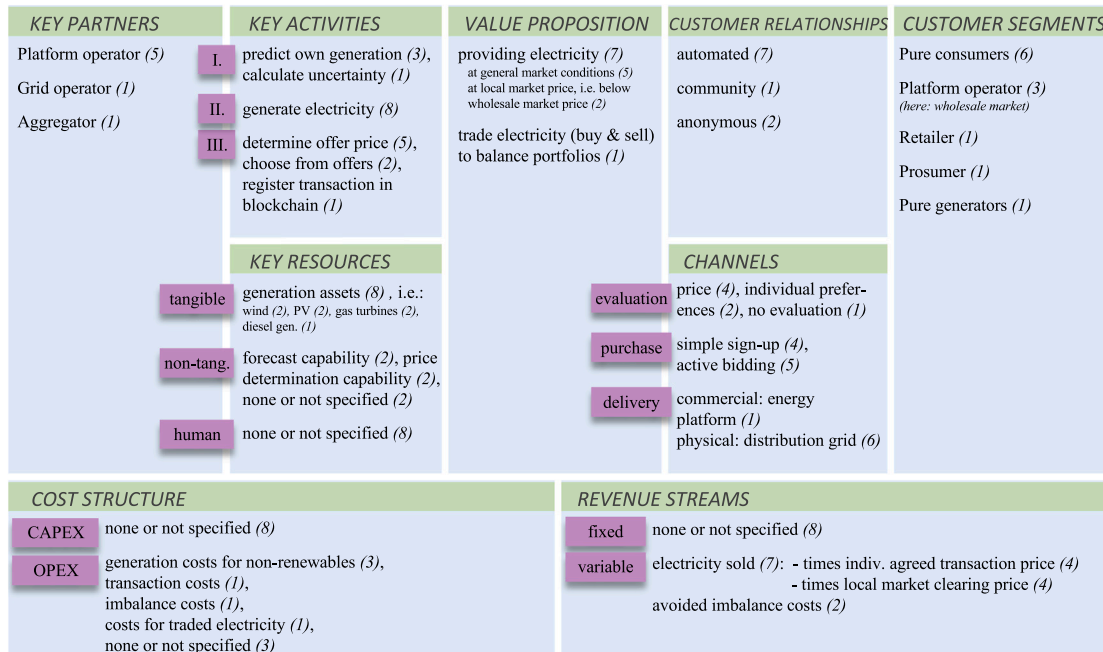 KEY PARTNERS
Platform operator (5)
Grid operator (1)
Aggregator (1)
KEY ACTIVITIES
I. predict own generation (3),
calculate uncertainty (1)
II. generate electricity (8)
III. determine offer price (5),
choose from offers (2),
register transaction in
blockchain (1)
KEY RESOURCES
tangible generation assets (8) , i.e.:
wind (2), PV (2), gas turbines (2),
diesel gen. (1)
non-tang. forecast capability (2), price
determination capability (2),
none or not specified (2)
human none or not specified (8)
VALUE PROPOSITION
providing electricity (7)
at general market conditions (5)
at local market price, i.e. below
wholesale market price (2)
trade electricity (buy & sell)
to balance portfolios (1)
CUSTOMER RELATIONSHIPS
automated (7)
community (1)
anonymous (2)
CHANNELS
evaluation price (4), individual prefer-
ences (2), no evaluation (1)
purchase simple sign-up (4),
active bidding (5)
delivery commercial: energy
platform (1)
physical: distribution grid (6)
CUSTOMER SEGMENTS
Pure consumers (6)
Platform operator (3)
(here: wholesale market)
Retailer (1)
Prosumer (1)
Pure generators (1)
COST STRUCTURE
CAPEX none or not specified (8)
OPEX generation costs for non-renewables (3),
transaction costs (1),
imbalance costs (1),
costs for traded electricity (1),
none or not specified (3)
REVENUE STREAMS
fixed none or not specified (8)
variable electricity sold (7): - times indiv. agreed transaction price (4)
- times local market clearing price (4)
avoided imbalance costs (2)